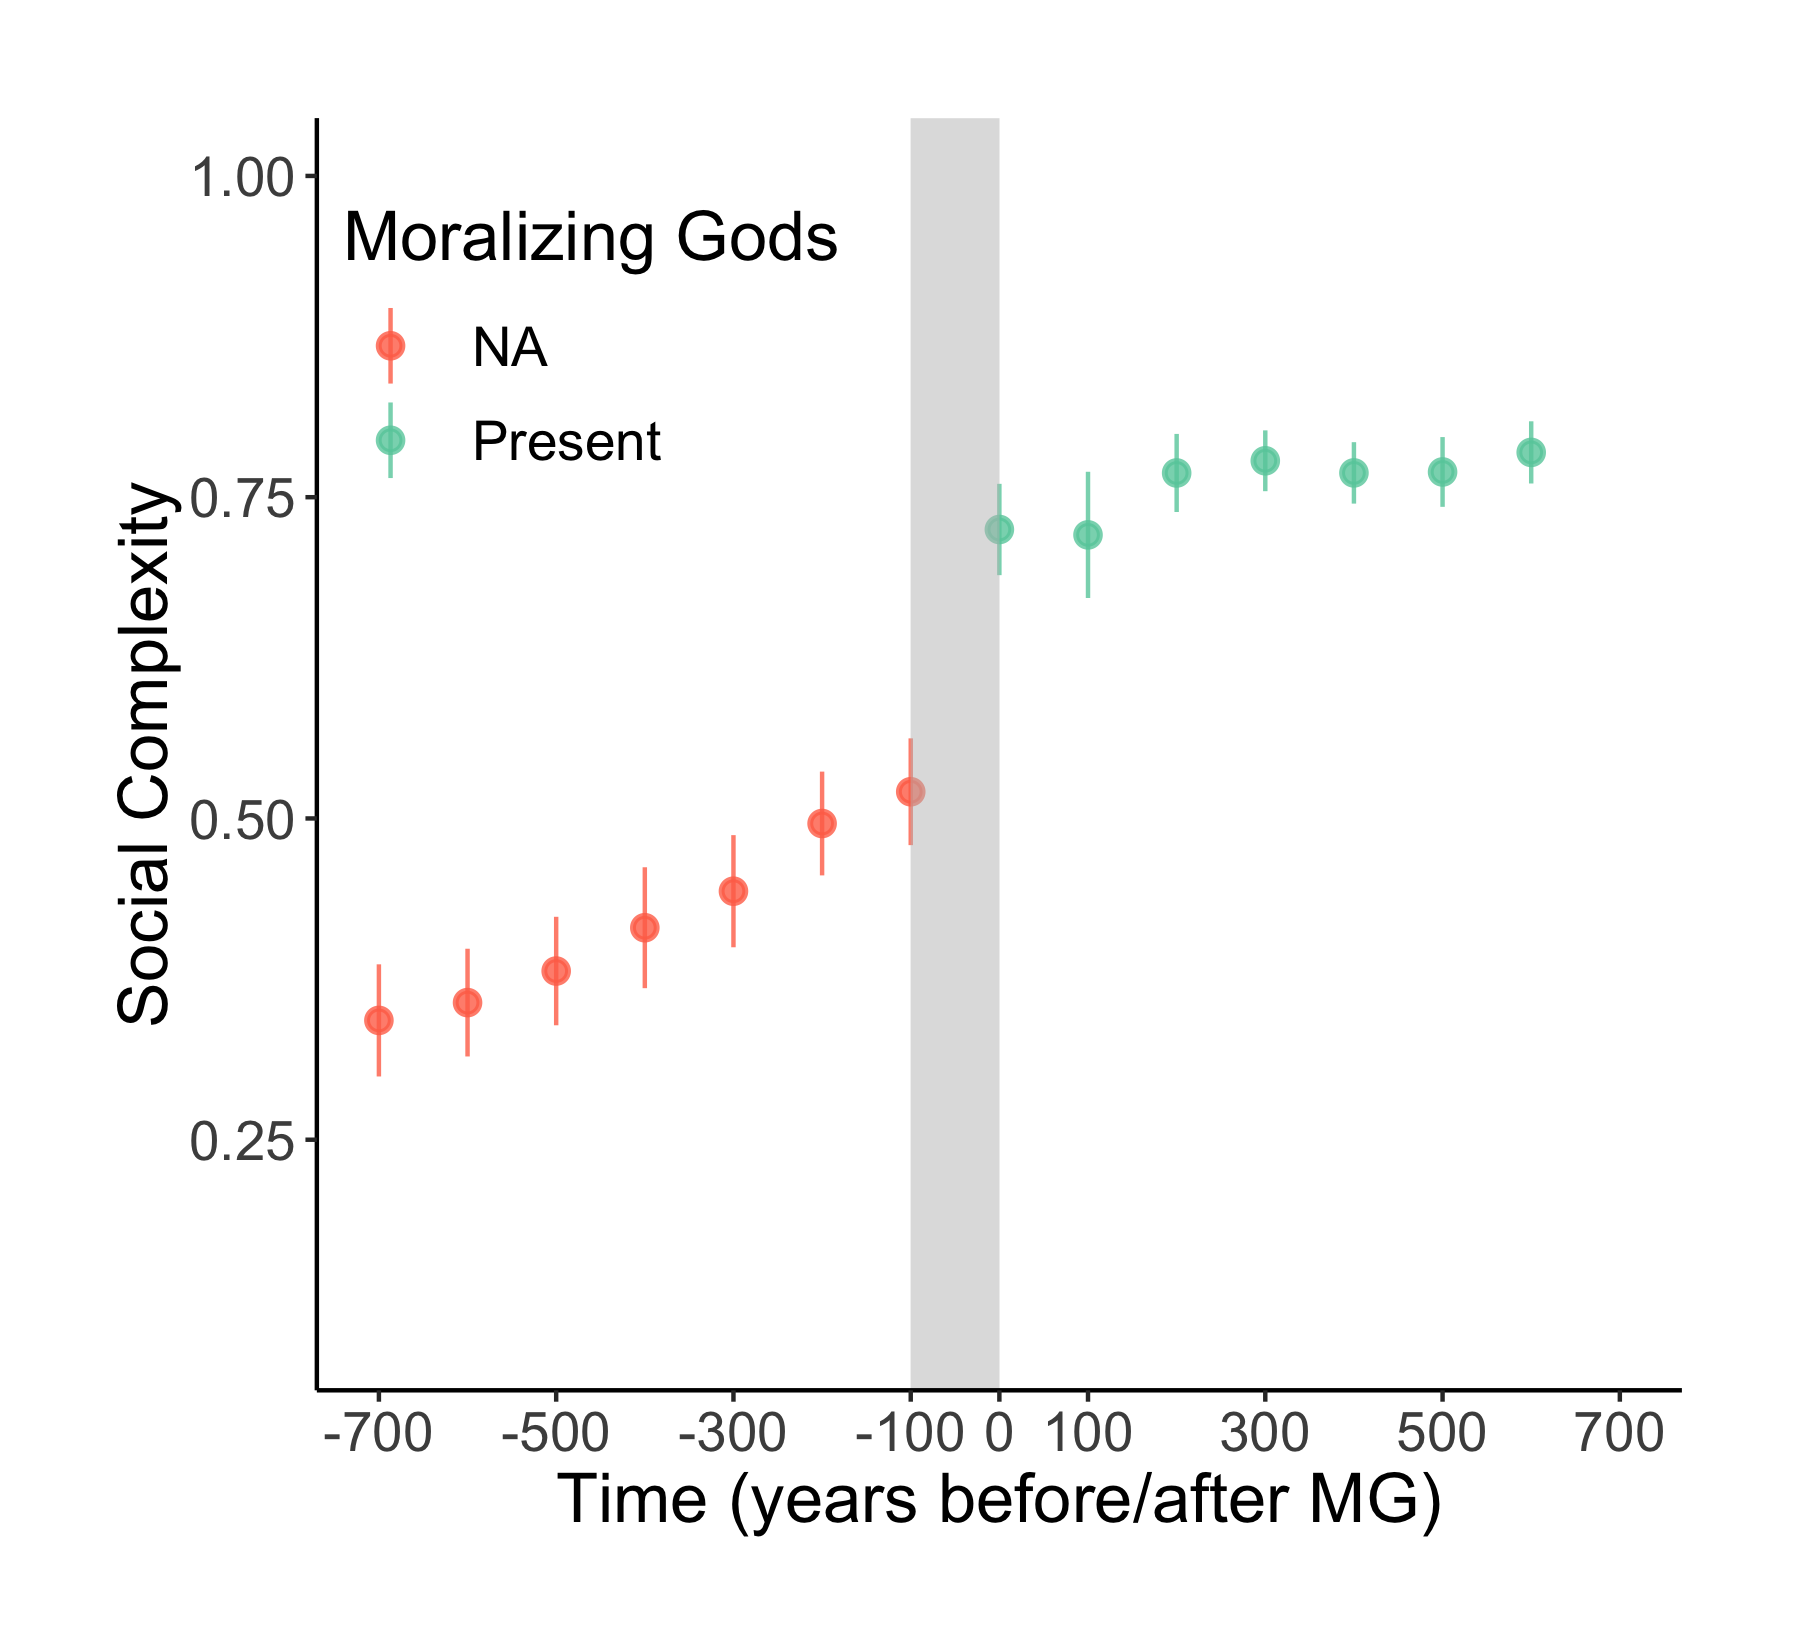 1.00
Moralizing Gods
NA
Present
0.75
0.50
0.25
Social Complexity
-700 -500 -300 -100 0 100 300 500 700
Time (years before/after MG)